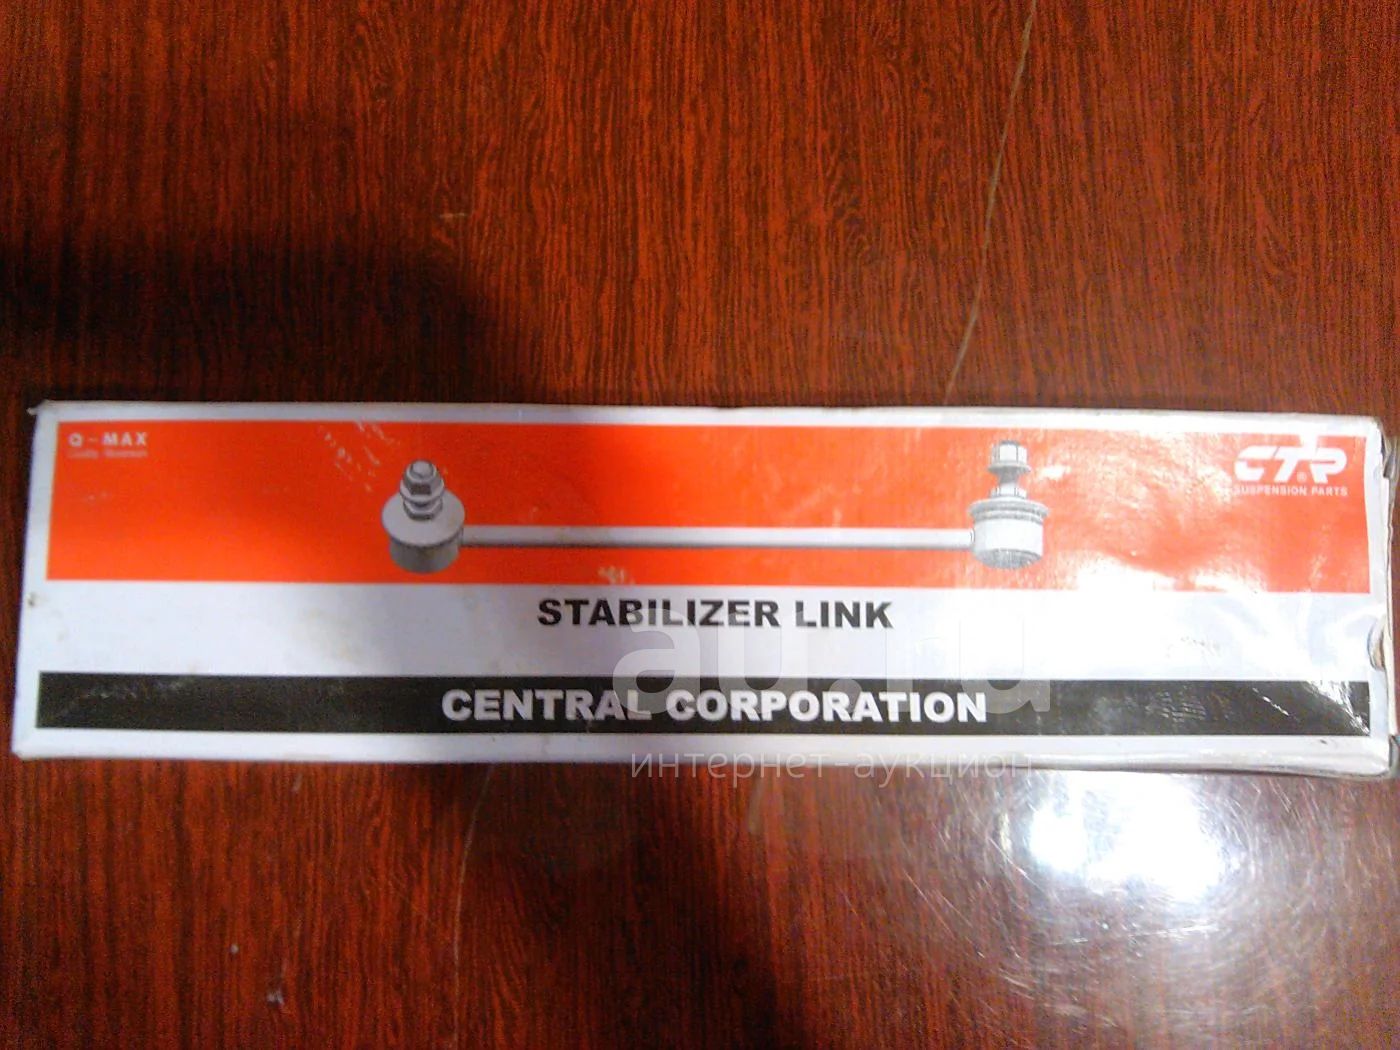 Q-MAX
CTR
SUSPENSION PARTS
STABILIZER LINK
CENTRAL CORPORATION
au.ru
интернет-аукцион